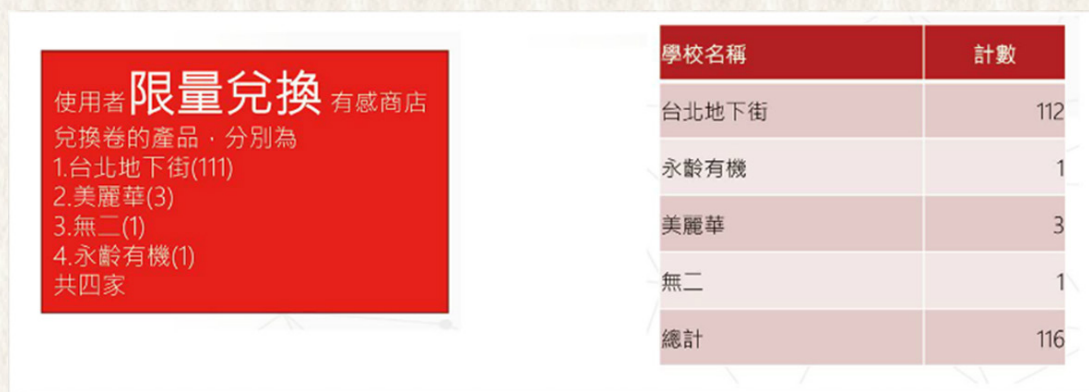 使用者限量兌換 有感商店
兌換卷的產品，分別為
1.台北地下街(111)
2.美麗華(3)
3.無二(1)
4.永齡有機(1)
共四家
學校名稱 計數
台北地下街 112
永齡有機 1
美麗華 3
無二 1
總計 116